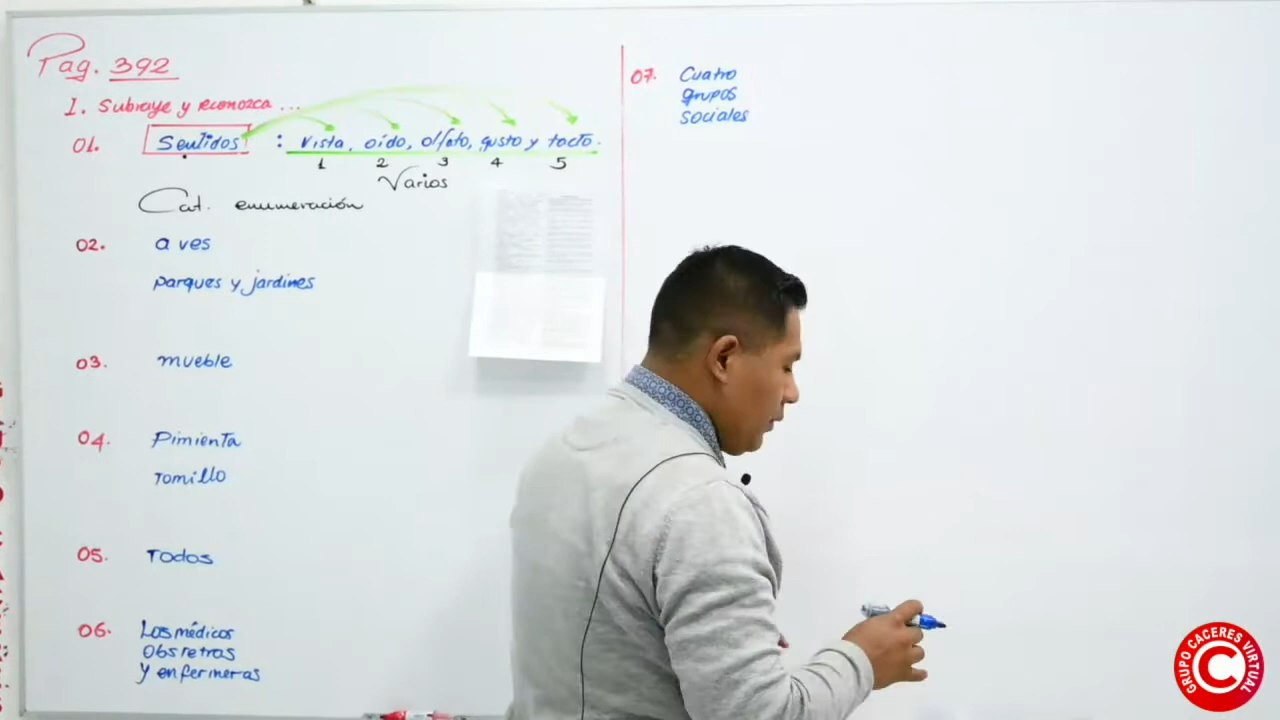 Pag. 392
I. Subraye y reconozca ...
01. Sentidos : vista, oído, olfato, gusto y tacto.
1 2 3 4 5
Varios
Cat. enumeración
02. aves
parques y jardines
03. mueble
04. Pimienta
Tomillo
05. Todos
06. Los médicos
obstetras
y enfermeras
07. Cuatro
grupos
sociales
GRUPO CACERES VIRTUAL
C